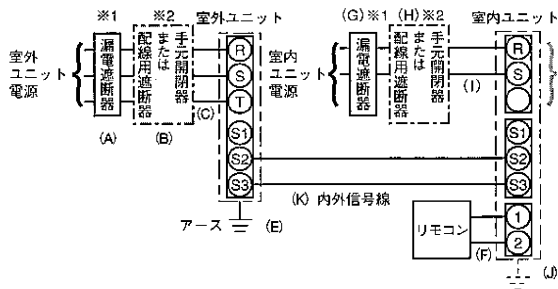 ※1
※2
室外ユニット
室外
ユニット
電源
漏電遮断器
手元開閉器
または
配線用遮断器
R
S
T
S1
S2
S3
(A)
(B)
(C)
アース
(E)
(G)※1
(H)※2
室内ユニット
室内
ユニット
電源
漏電遮断器
手元開閉器
または
配線用遮断器
(I)
R
S
S1
S2
S3
(K) 内外信号線
リモコン
(F)
1
2
(J)